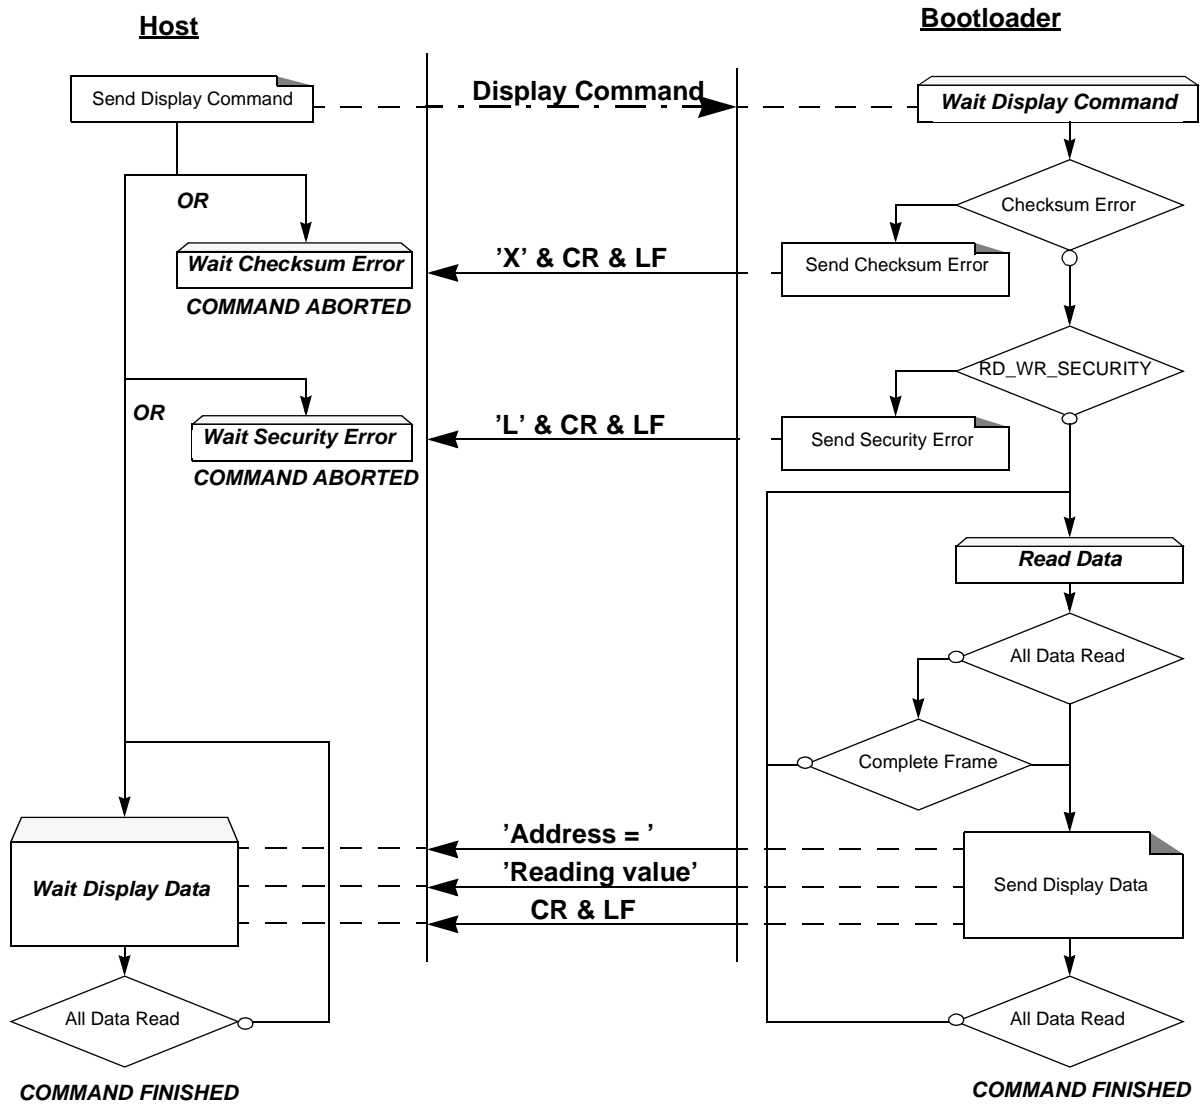 Host
Bootloader
Send Display Command
Display Command
Wait Display Command
OR
Checksum Error
Wait Checksum Error
'X' & CR & LF
Send Checksum Error
COMMAND ABORTED
RD_WR_SECURITY
OR
Wait Security Error
'L' & CR & LF
Send Security Error
COMMAND ABORTED
Read Data
All Data Read
Complete Frame
'Address = '
'Reading value'
Wait Display Data
Send Display Data
CR & LF
All Data Read
All Data Read
COMMAND FINISHED
COMMAND FINISHED